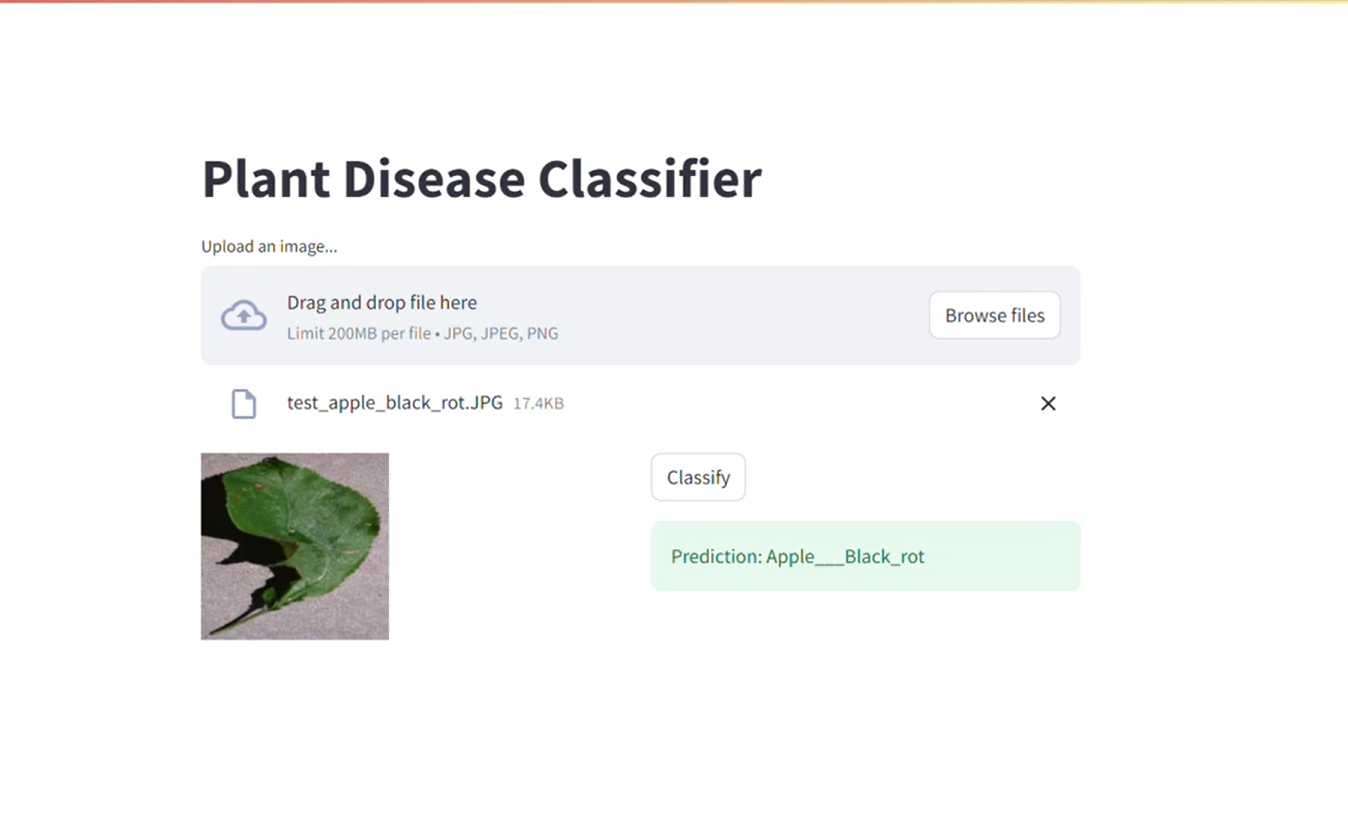 Plant Disease Classifier
Upload an image...
Drag and drop file here
Limit 200MB per file • JPG, JPEG, PNG
Browse files
test_apple_black_rot.JPG 17.4KB
Classify
Prediction: Apple___Black_rot